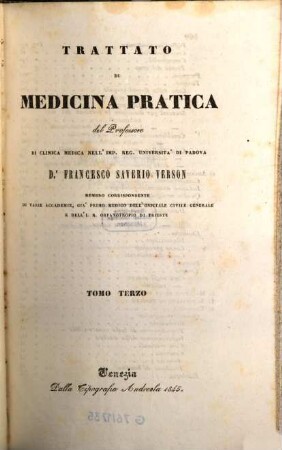 TRATTATO
DI
MEDICINA PRATICA
del Professore
DI CLINICA MEDICA NELL' IMP. REG. UNIVERSITA' DI PADOVA
D.r FRANCESCO SAVERIO VERSON
MEMBRO CORRISPONDENTE
DI VARIE ACCADEMIE, GIA' PRIMO MEDICO DELL' OSPITALE CIVILE GENERALE
E DELL' I. R. ORFANOTROFIO DI TRIESTE
TOMO TERZO
Venezia
Dalla Tipografia Andreola 1843.